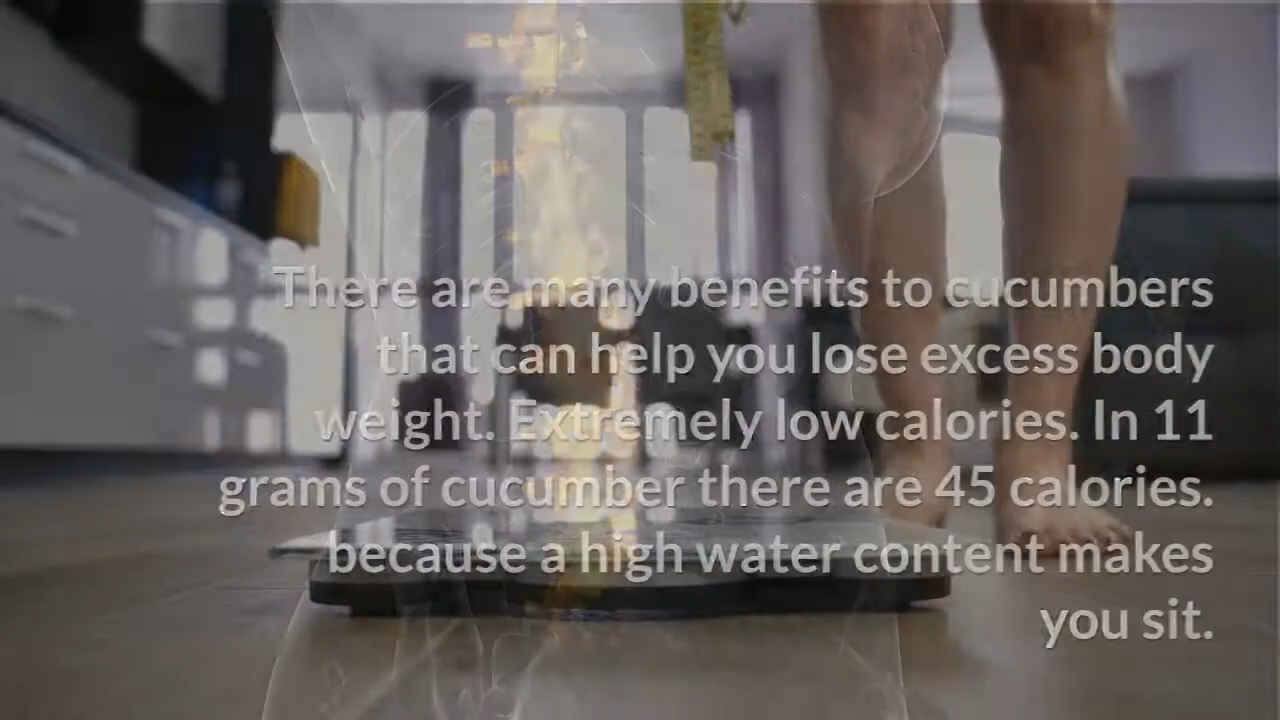 There are many benefits to cucumbers
that can help you lose excess body
weight. Extremely low calories. In 11
grams of cucumber there are 45 calories.
because a high water content makes
you sit.